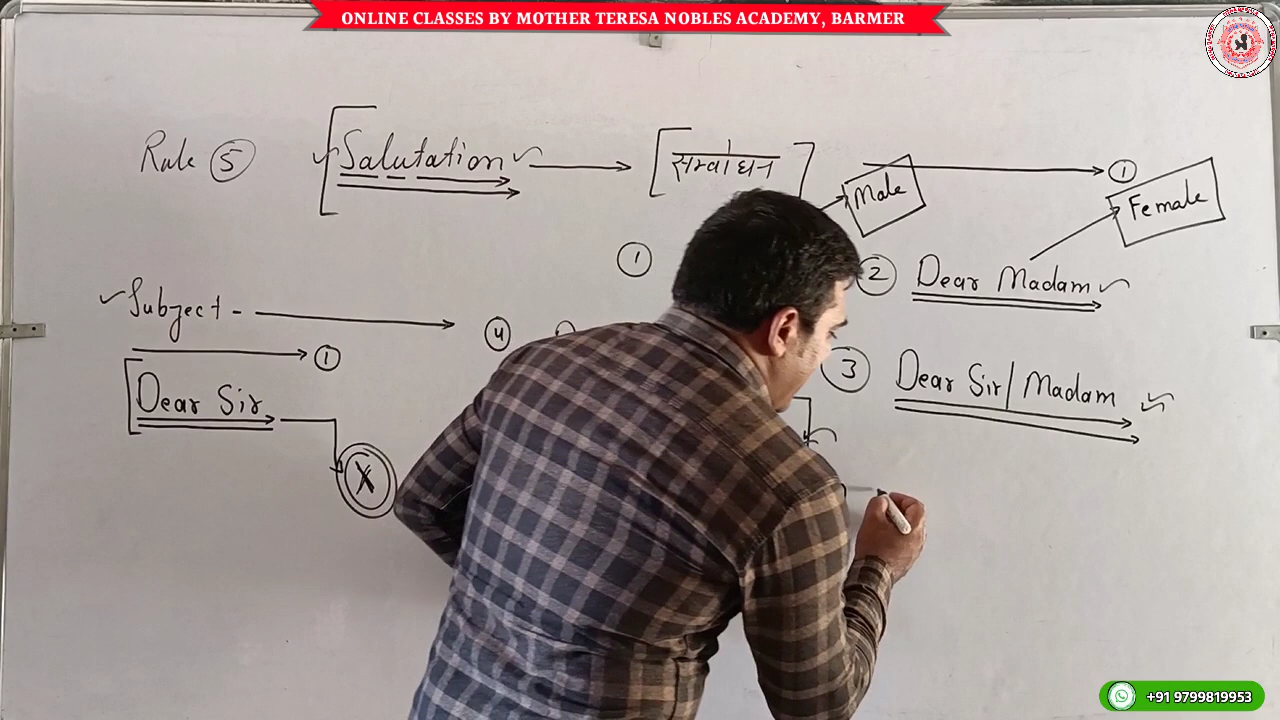 ONLINE CLASSES BY MOTHER TERESA NOBLES ACADEMY, BARMER
Rule ⑤ Salutation → सम्बोधन ①
Male Female
① ② Dear Madam
Subject - → ④
① ③ Dear Sir/Madam
Dear Sir
X
+91 9799819953